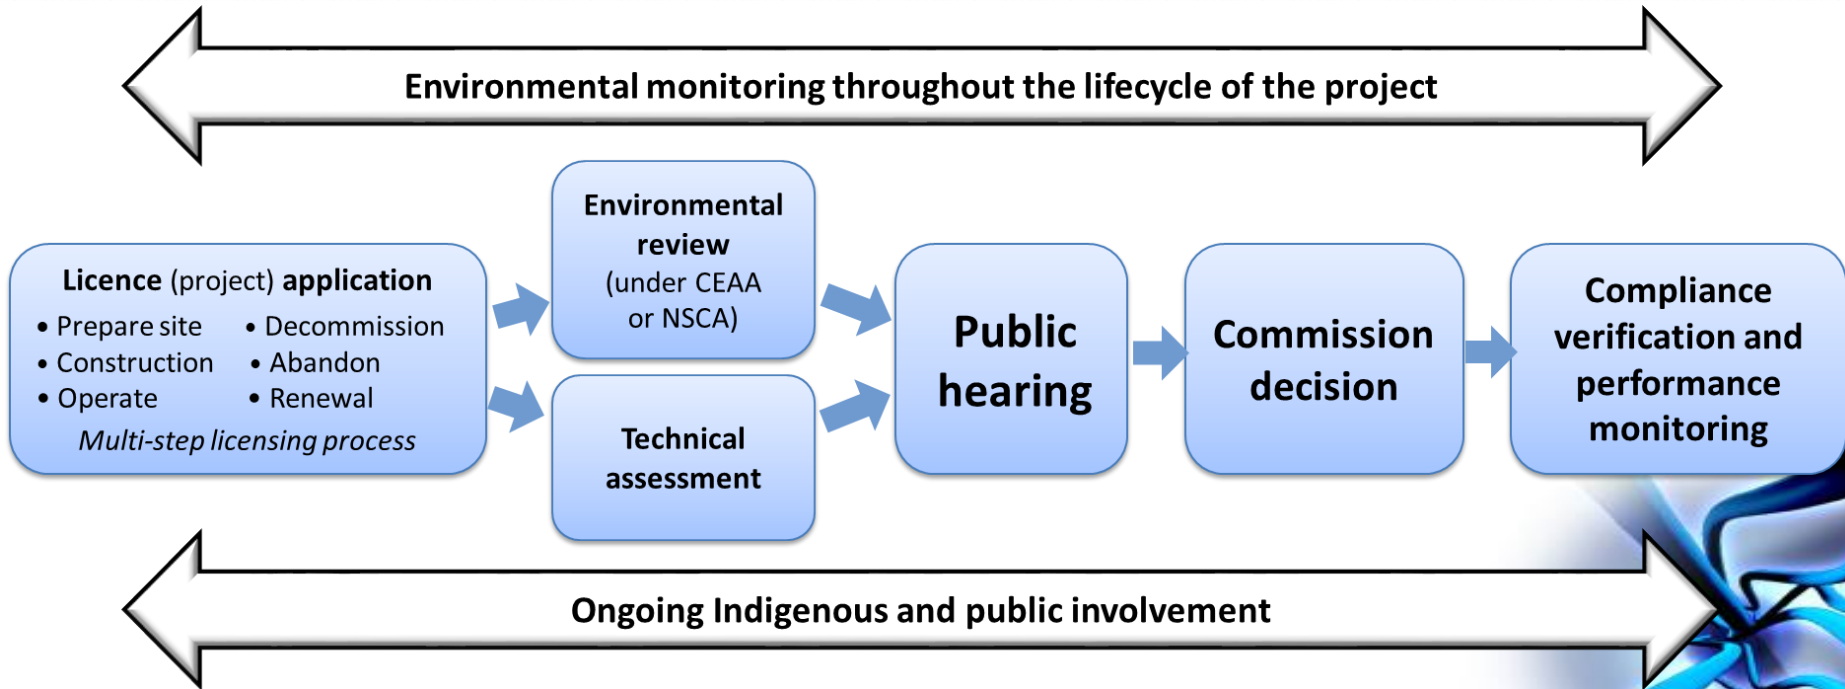 Environmental monitoring throughout the lifecycle of the project
Licence (project) application
• Prepare site
• Decommission
• Construction
• Abandon
• Operate
• Renewal
Multi-step licensing process
Environmental
review
(under CEAA
or NSCA)
Technical
assessment
Public
hearing
Commission
decision
Compliance
verification and
performance
monitoring
Ongoing Indigenous and public involvement